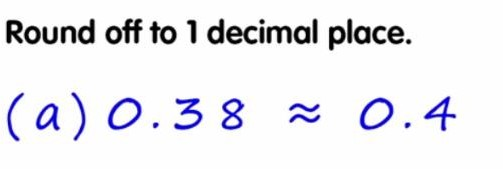 Round off to 1 decimal place.
(a) 0.38 ≈ 0.4